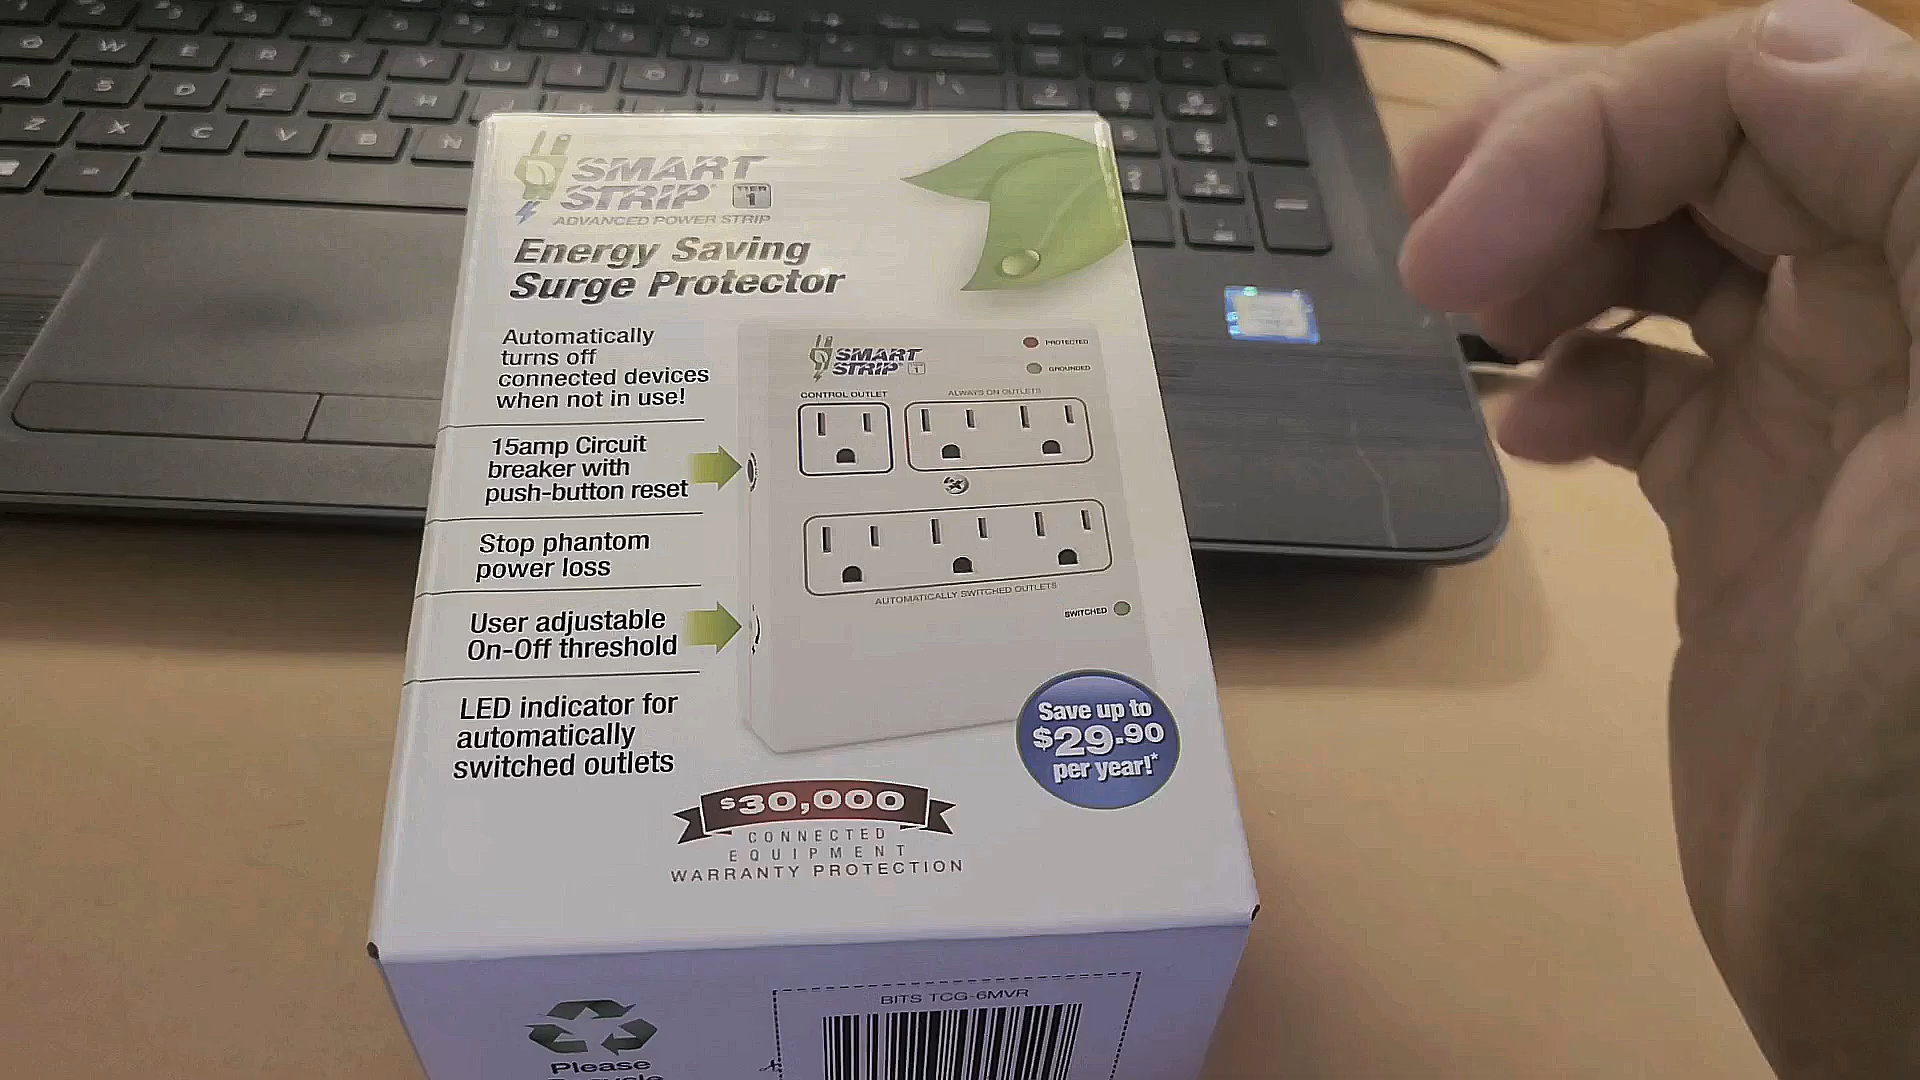 SMART
STRIP
TIER
1
ADVANCED POWER STRIP
Energy Saving
Surge Protector
Automatically
turns off
connected devices
when not in use!
15amp Circuit
breaker with
push-button reset
Stop phantom
power loss
User adjustable
On-Off threshold
LED indicator for
automatically
switched outlets
SMART
STRIP
1
PROTECTED
GROUNDED
CONTROL OUTLET
ALWAYS ON OUTLETS
AUTOMATICALLY SWITCHED OUTLETS
SWITCHED
Save up to
$29.90
per year!*
$30,000
CONNECTED
EQUIPMENT
WARRANTY PROTECTION
BITS TCG-6MVR
Please
Q W E R T Y U I O P
A S D F G H
Z X C V B N